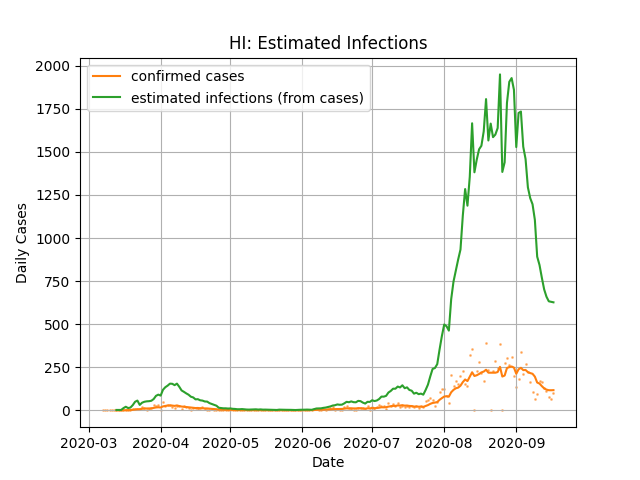 HI: Estimated Infections
confirmed cases
estimated infections (from cases)
2000
1750
1500
1250
1000
750
500
250
0
Daily Cases
2020-03 2020-04 2020-05 2020-06 2020-07 2020-08 2020-09
Date